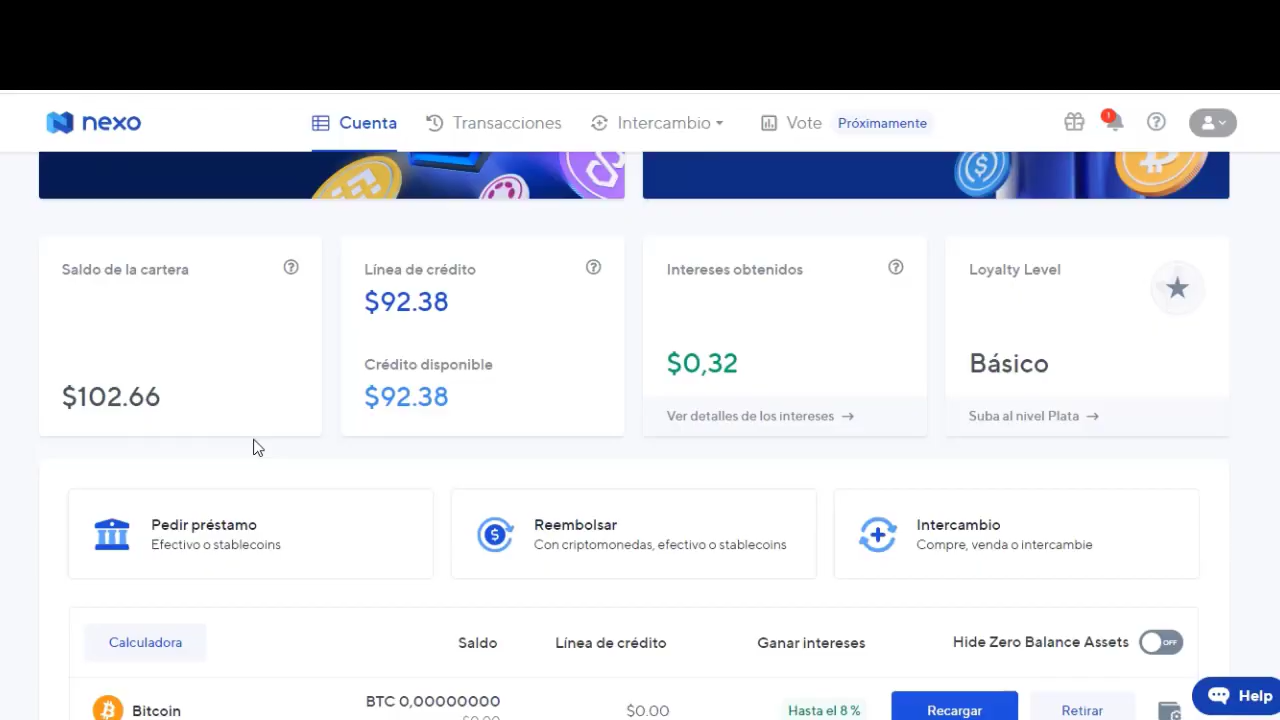 nexo
Cuenta
Transacciones
Intercambio
Vote
Próximamente
Saldo de la cartera
$102.66
Línea de crédito
$92.38
Crédito disponible
$92.38
Intereses obtenidos
$0,32
Ver detalles de los intereses →
Loyalty Level
Básico
Suba al nivel Plata →
Pedir préstamo
Efectivo o stablecoins
Reembolsar
Con criptomonedas, efectivo o stablecoins
Intercambio
Compre, venda o intercambie
Calculadora
Saldo
Línea de crédito
Ganar intereses
Hide Zero Balance Assets
OFF
Bitcoin
BTC 0,00000000
$0.00
$0.00
Hasta el 8 %
Recargar
Retirar
Help